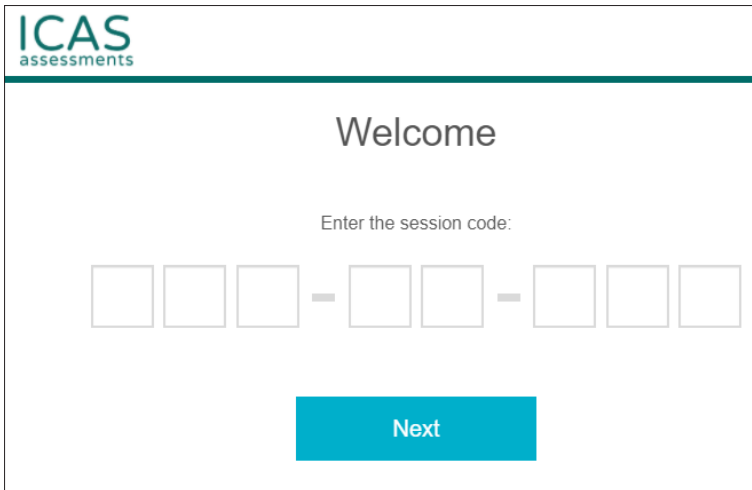 ICAS
assessments
Welcome
Enter the session code:
Next